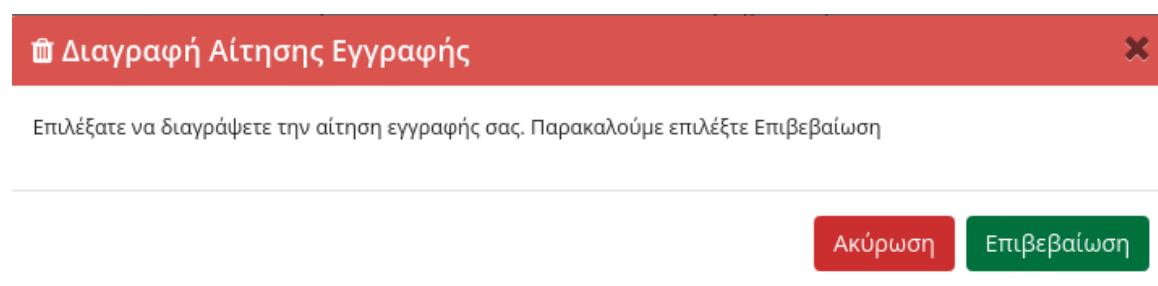 Διαγραφή Αίτησης Εγγραφής
Επιλέξατε να διαγράψετε την αίτηση εγγραφής σας. Παρακαλούμε επιλέξτε Επιβεβαίωση
Ακύρωση Επιβεβαίωση